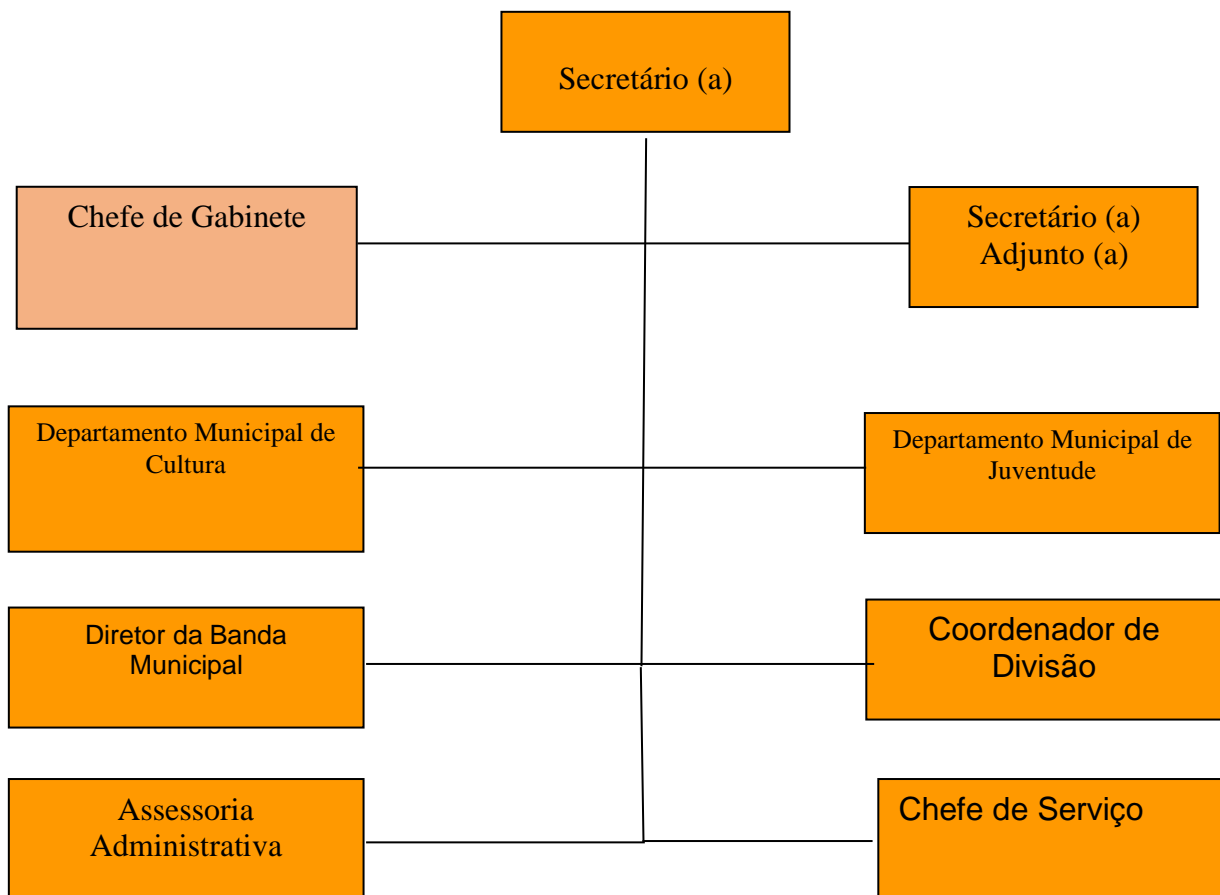 Secretário (a)
Chefe de Gabinete
Secretário (a)
Adjunto (a)
Departamento Municipal de
Cultura
Departamento Municipal de
Juventude
Diretor da Banda
Municipal
Coordenador de
Divisão
Assessoria
Administrativa
Chefe de Serviço